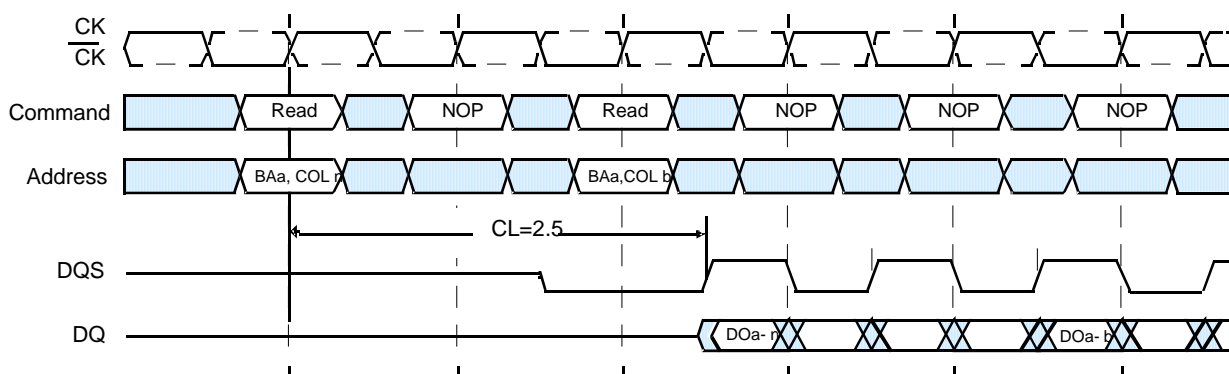 CK
CK
Command Read NOP Read NOP NOP NOP
Address BAa, COL n BAa,COL b
CL=2.5
DQS
DQ DOa- n DOa- b